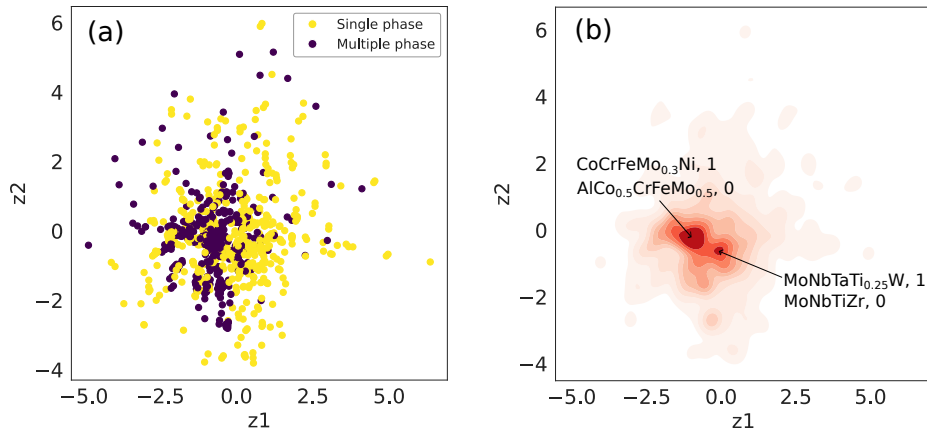 (a)
Single phase
Multiple phase
6
4
2
0
−2
−4
z2
−5.0
−2.5
0.0
2.5
5.0
z1
(b)
6
4
2
0
−2
−4
z2
CoCrFeMo₀.₃Ni, 1
AlCo₀.₅CrFeMo₀.₅, 0
MoNbTaTi₀.₂₅W, 1
MoNbTiZr, 0
−5.0
−2.5
0.0
2.5
5.0
z1